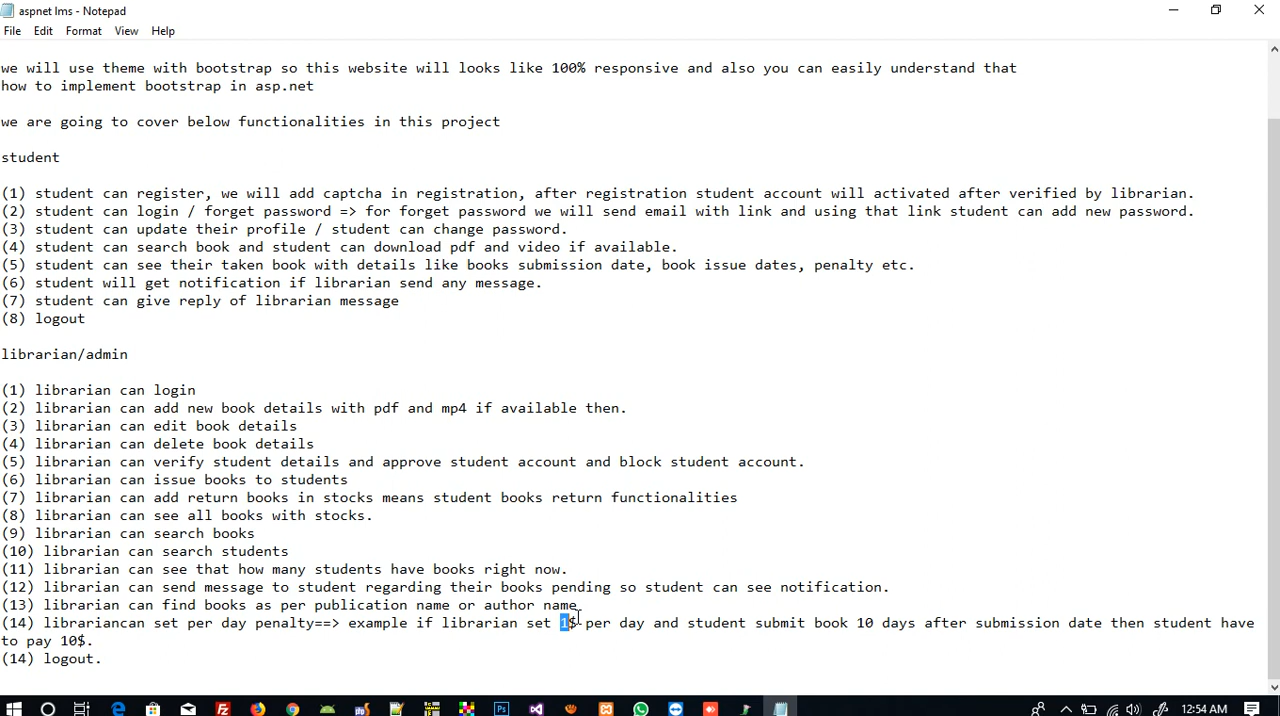 aspnet lms - Notepad
File Edit Format View Help
we will use theme with bootstrap so this website will looks like 100% responsive and also you can easily understand that
how to implement bootstrap in asp.net
we are going to cover below functionalities in this project
student
(1) student can register, we will add captcha in registration, after registration student account will activated after verified by librarian.
(2) student can login / forget password => for forget password we will send email with link and using that link student can add new password.
(3) student can update their profile / student can change password.
(4) student can search book and student can download pdf and video if available.
(5) student can see their taken book with details like books submission date, book issue dates, penalty etc.
(6) student will get notification if librarian send any message.
(7) student can give reply of librarian message
(8) logout
librarian/admin
(1) librarian can login
(2) librarian can add new book details with pdf and mp4 if available then.
(3) librarian can edit book details
(4) librarian can delete book details
(5) librarian can verify student details and approve student account and block student account.
(6) librarian can issue books to students
(7) librarian can add return books in stocks means student books return functionalities
(8) librarian can see all books with stocks.
(9) librarian can search books
(10) librarian can search students
(11) librarian can see that how many students have books right now.
(12) librarian can send message to student regarding their books pending so student can see notification.
(13) librarian can find books as per publication name or author name
(14) librariancan set per day penalty==> example if librarian set 1$ per day and student submit book 10 days after submission date then student have
to pay 10$.
(14) logout.
12:54 AM